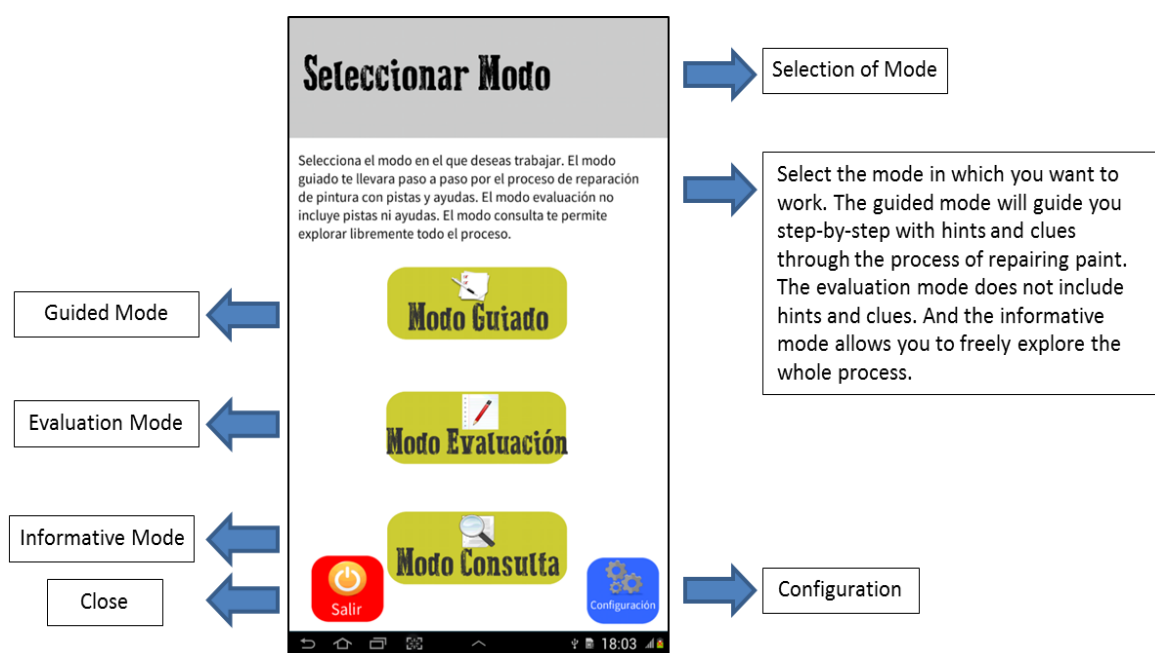 Seleccionar Modo
Selection of Mode
Selecciona el modo en el que deseas trabajar. El modo
guiado te llevara paso a paso por el proceso de reparación
de pintura con pistas y ayudas. El modo evaluación no
incluye pistas ni ayudas. El modo consulta te permite
explorar libremente todo el proceso.
Select the mode in which you want to
work. The guided mode will guide you
step-by-step with hints and clues
through the process of repairing paint.
The evaluation mode does not include
hints and clues. And the informative
mode allows you to freely explore the
whole process.
Guided Mode
Modo Guiado
Evaluation Mode
Modo Evaluación
Informative Mode
Modo Consulta
Close
Salir
Configuración
Configuration
18:03